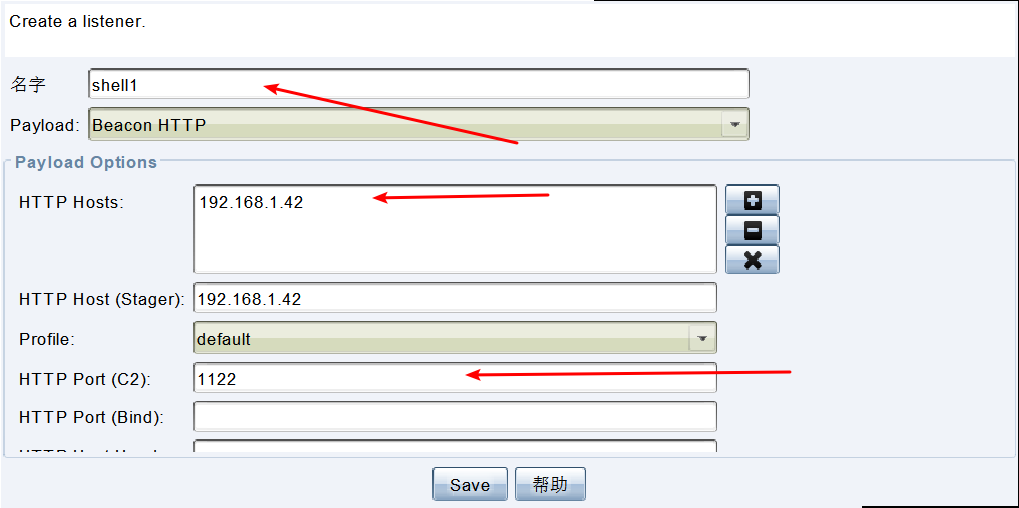 Create a listener.
名字 shell1
Payload: Beacon HTTP
Payload Options
HTTP Hosts: 192.168.1.42
HTTP Host (Stager): 192.168.1.42
Profile: default
HTTP Port (C2): 1122
HTTP Port (Bind):
Save 帮助